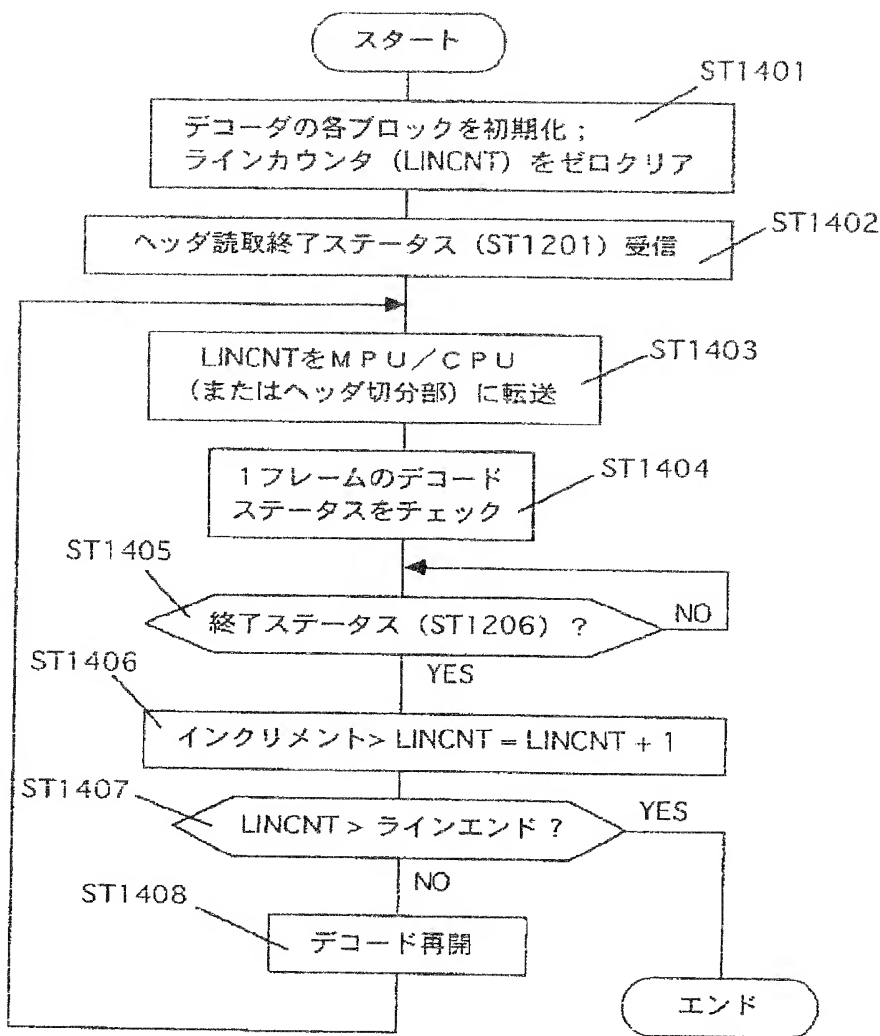 スタート
ST1401
デコーダの各ブロックを初期化；
ラインカウンタ（LINCNT）をゼロクリア
ST1402
ヘッダ読取終了ステータス（ST1201）受信
LINCNTをＭＰＵ／ＣＰＵ
（またはヘッダ切分部）に転送
ST1403
１フレームのデコード
ステータスをチェック
ST1404
ST1405
終了ステータス（ST1206）？
NO
YES
ST1406
インクリメント> LINCNT = LINCNT + 1
ST1407
LINCNT > ラインエンド？
YES
NO
ST1408
デコード再開
エンド